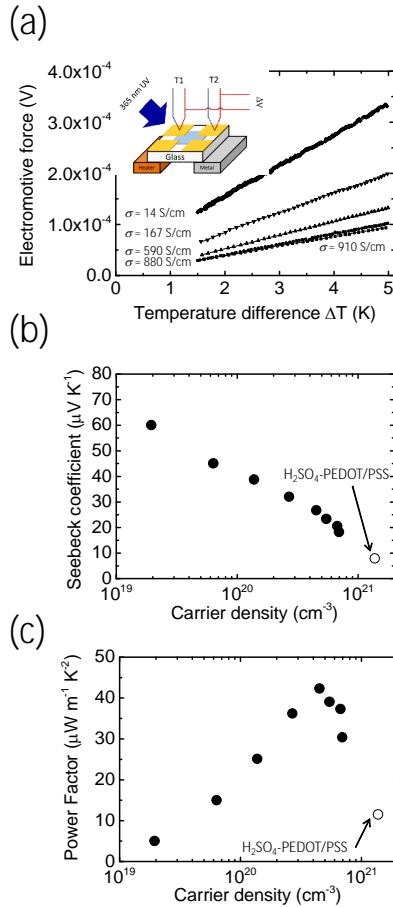 (a)
Electromotive force (V)
4.0x10⁻⁴
2.0x10⁻⁴
1.0x10⁻⁴
0.0
365 nm UV
T1 T2
ΔV
Glass
Heater
Metal
σ = 14 S/cm
σ = 167 S/cm
σ = 590 S/cm
σ = 880 S/cm
σ = 910 S/cm
0 1 2 3 4 5
Temperature difference ΔT (K)
(b)
Seebeck coefficient (μV K⁻¹)
80
70
60
50
40
30
20
10
0
H₂SO₄-PEDOT/PSS
10¹⁹ 10²⁰ 10²¹
Carrier density (cm⁻³)
(c)
Power Factor (μW m⁻¹ K⁻²)
50
40
30
20
10
0
H₂SO₄-PEDOT/PSS
10¹⁹ 10²⁰ 10²¹
Carrier density (cm⁻³)